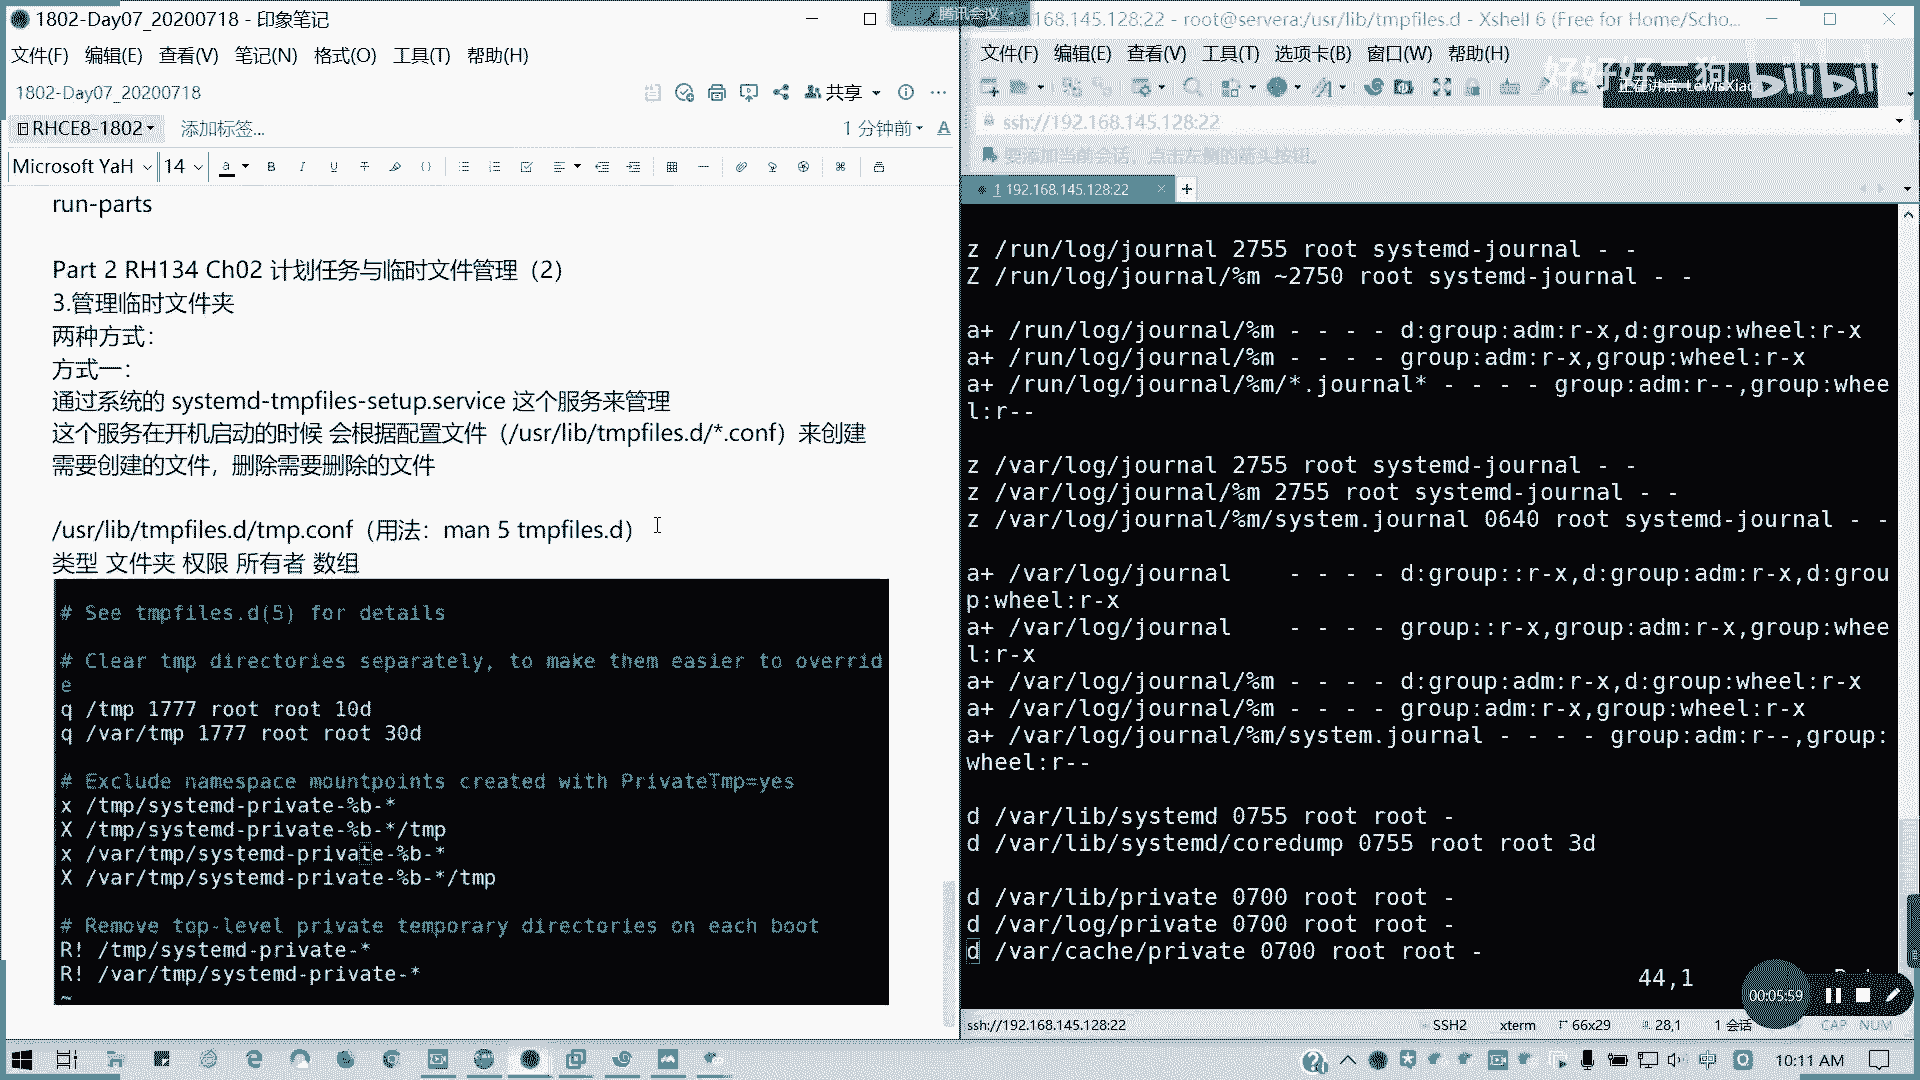 1802-Day07_20200718 - 印象笔记
文件(F) 编辑(E) 查看(V) 笔记(N) 格式(O) 工具(T) 帮助(H)
1802-Day07_20200718
共享
RHCE8-1802
添加标签...
1 分钟前
Microsoft YaH
14
run-parts
Part 2 RH134 Ch02 计划任务与临时文件管理（2）
3.管理临时文件夹
两种方式：
方式一：
通过系统的 systemd-tmpfiles-setup.service 这个服务来管理
这个服务在开机启动的时候 会根据配置文件（/usr/lib/tmpfiles.d/*.conf）来创建
需要创建的文件，删除需要删除的文件
/usr/lib/tmpfiles.d/tmp.conf（用法：man 5 tmpfiles.d）
类型 文件夹 权限 所有者 数组
# See tmpfiles.d(5) for details
# Clear tmp directories separately, to make them easier to overrid
e
q /tmp 1777 root root 10d
q /var/tmp 1777 root root 30d
# Exclude namespace mountpoints created with PrivateTmp=yes
x /tmp/systemd-private-%b-*
X /tmp/systemd-private-%b-*/tmp
x /var/tmp/systemd-private-%b-*
X /var/tmp/systemd-private-%b-*/tmp
# Remove top-level private temporary directories on each boot
R! /tmp/systemd-private-*
R! /var/tmp/systemd-private-*
~
腾讯会议
168.145.128:22 - root@servera:/usr/lib/tmpfiles.d - Xshell 6 (Free for Home/Scho...
文件(F) 编辑(E) 查看(V) 工具(T) 选项卡(B) 窗口(W) 帮助(H)
好好好二狗 bilibili
正在讲话: LewisXiao
ssh://192.168.145.128:22
要添加当前会话，点击左侧的箭头按钮。
1 192.168.145.128:22
z /run/log/journal 2755 root systemd-journal - -
Z /run/log/journal/%m ~2750 root systemd-journal - -
a+ /run/log/journal/%m - - - - d:group:adm:r-x,d:group:wheel:r-x
a+ /run/log/journal/%m - - - - group:adm:r-x,group:wheel:r-x
a+ /run/log/journal/%m/*.journal* - - - - group:adm:r--,group:whee
l:r--
z /var/log/journal 2755 root systemd-journal - -
z /var/log/journal/%m 2755 root systemd-journal - -
z /var/log/journal/%m/system.journal 0640 root systemd-journal - -
a+ /var/log/journal    - - - - d:group::r-x,d:group:adm:r-x,d:grou
p:wheel:r-x
a+ /var/log/journal    - - - - group::r-x,group:adm:r-x,group:whee
l:r-x
a+ /var/log/journal/%m - - - - d:group:adm:r-x,d:group:wheel:r-x
a+ /var/log/journal/%m - - - - group:adm:r-x,group:wheel:r-x
a+ /var/log/journal/%m/system.journal - - - - group:adm:r--,group:
wheel:r--
d /var/lib/systemd 0755 root root -
d /var/lib/systemd/coredump 0755 root root 3d
d /var/lib/private 0700 root root -
d /var/log/private 0700 root root -
d /var/cache/private 0700 root root -
44,1
00:05:59
ssh://192.168.145.128:22
SSH2 xterm 66x29 28,1 1 会话 CAP NUM
中 10:11 AM